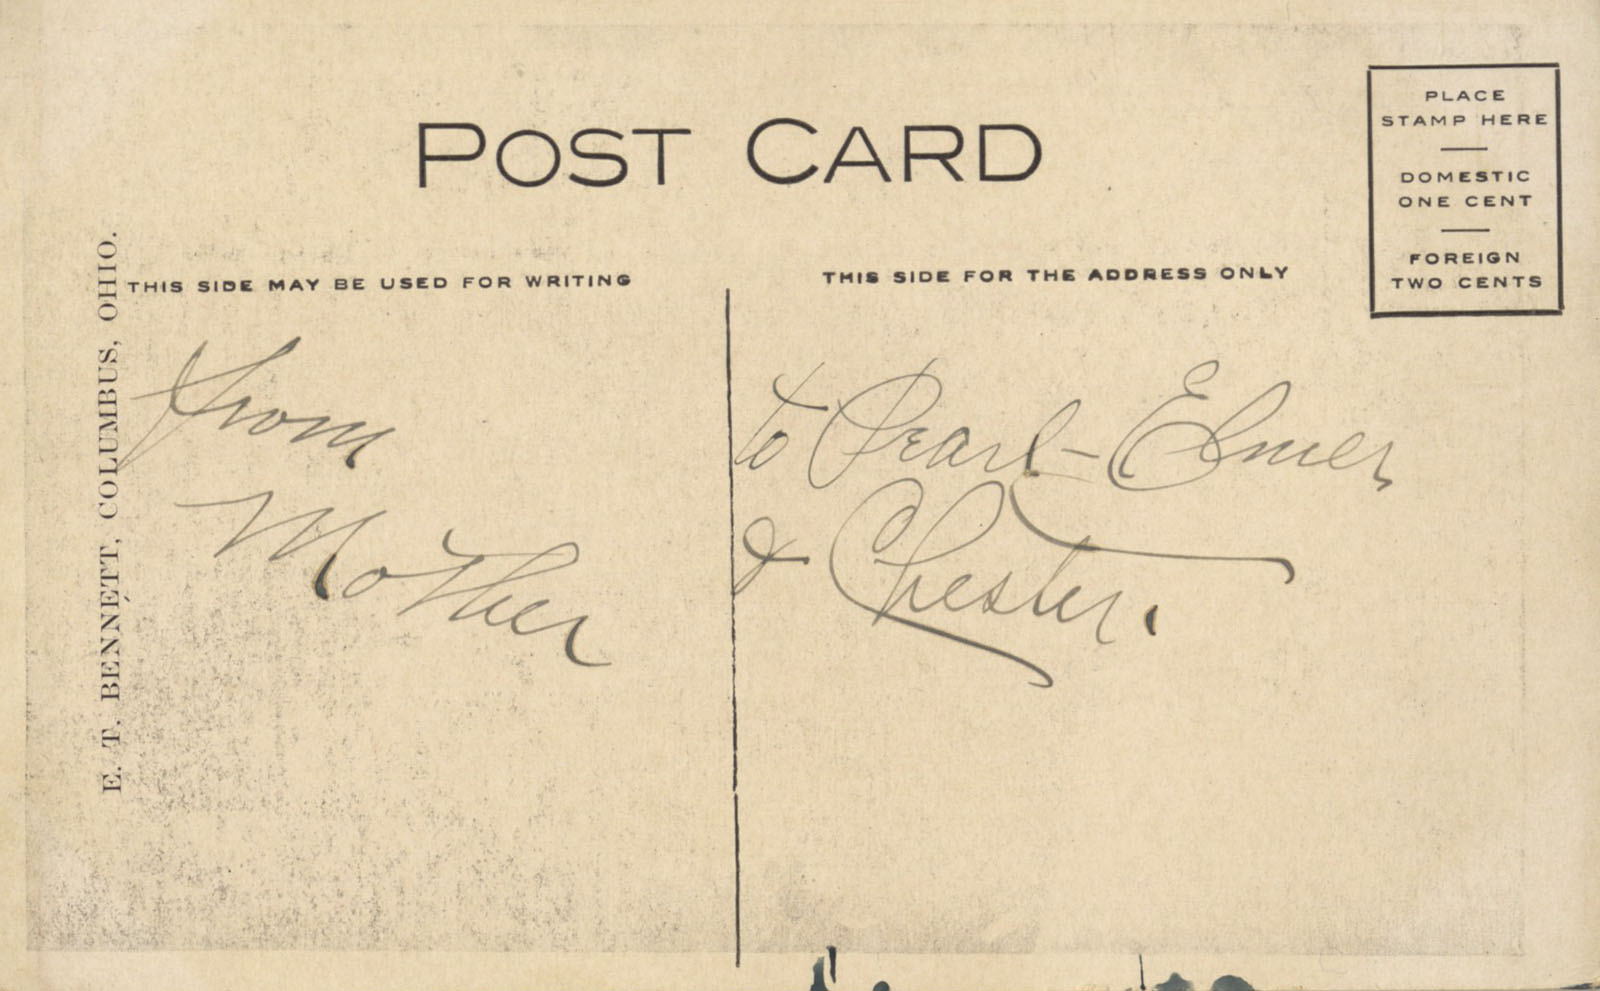 POST CARD
PLACE
STAMP HERE
DOMESTIC
ONE CENT
FOREIGN
TWO CENTS
THIS SIDE MAY BE USED FOR WRITING
THIS SIDE FOR THE ADDRESS ONLY
E. T. BENNETT, COLUMBUS, OHIO.
from
Mother
to Pearl - Elmer
& Chester.